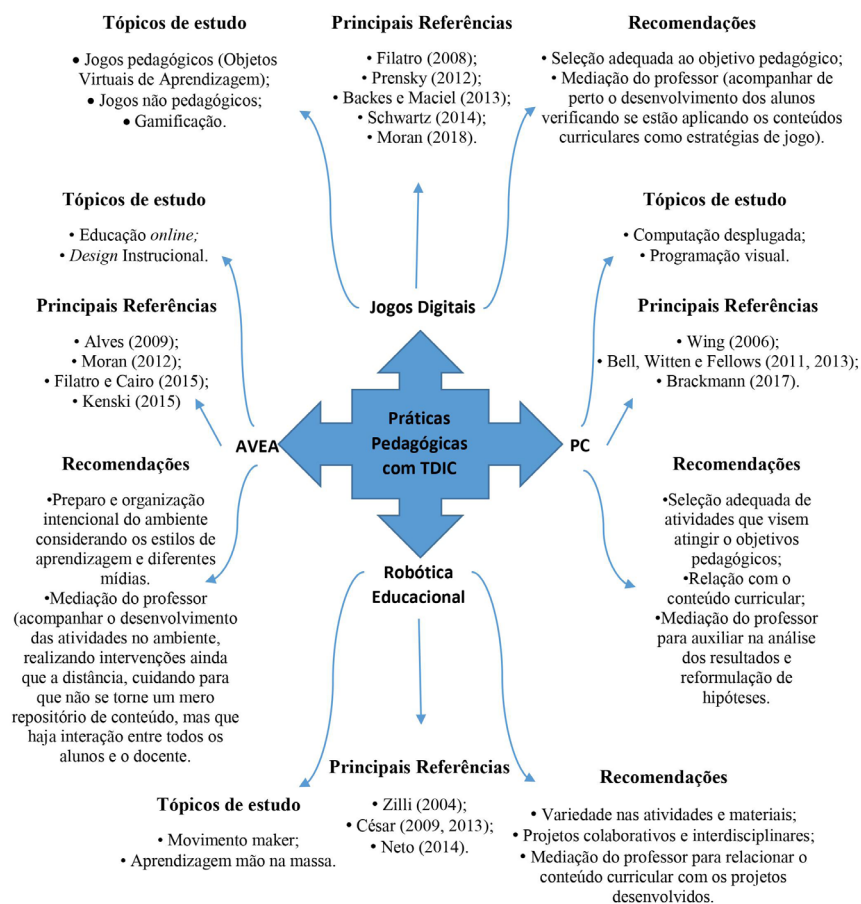 Tópicos de estudo
• Jogos pedagógicos (Objetos
Virtuais de Aprendizagem);
• Jogos não pedagógicos;
• Gamificação.
Principais Referências
• Filatro (2008);
• Prensky (2012);
• Backes e Maciel (2013);
• Schwartz (2014);
• Moran (2018).
Recomendações
• Seleção adequada ao objetivo pedagógico;
• Mediação do professor (acompanhar de
perto o desenvolvimento dos alunos
verificando se estão aplicando os conteúdos
curriculares como estratégias de jogo).
Jogos Digitais
Tópicos de estudo
• Educação online;
• Design Instrucional.
Principais Referências
• Alves (2009);
• Moran (2012);
• Filatro e Cairo (2015);
• Kenski (2015)
AVEA
Recomendações
•Preparo e organização
intencional do ambiente
considerando os estilos de
aprendizagem e diferentes
mídias.
•Mediação do professor
(acompanhar o desenvolvimento
das atividades no ambiente,
realizando intervenções ainda
que a distância, cuidando para
que não se torne um mero
repositório de conteúdo, mas que
haja interação entre todos os
alunos e o docente.
Práticas
Pedagógicas
com TDIC
Tópicos de estudo
• Computação desplugada;
• Programação visual.
Principais Referências
• Wing (2006);
• Bell, Witten e Fellows (2011, 2013);
• Brackmann (2017).
PC
Recomendações
•Seleção adequada de
atividades que visem
atingir o objetivos
pedagógicos;
•Relação com o
conteúdo curricular;
•Mediação do professor
para auxiliar na análise
dos resultados e
reformulação de
hipóteses.
Robótica
Educacional
Tópicos de estudo
• Movimento maker;
• Aprendizagem mão na massa.
Principais Referências
• Zilli (2004);
• César (2009, 2013);
• Neto (2014).
Recomendações
• Variedade nas atividades e materiais;
• Projetos colaborativos e interdisciplinares;
• Mediação do professor para relacionar o
conteúdo curricular com os projetos
desenvolvidos.